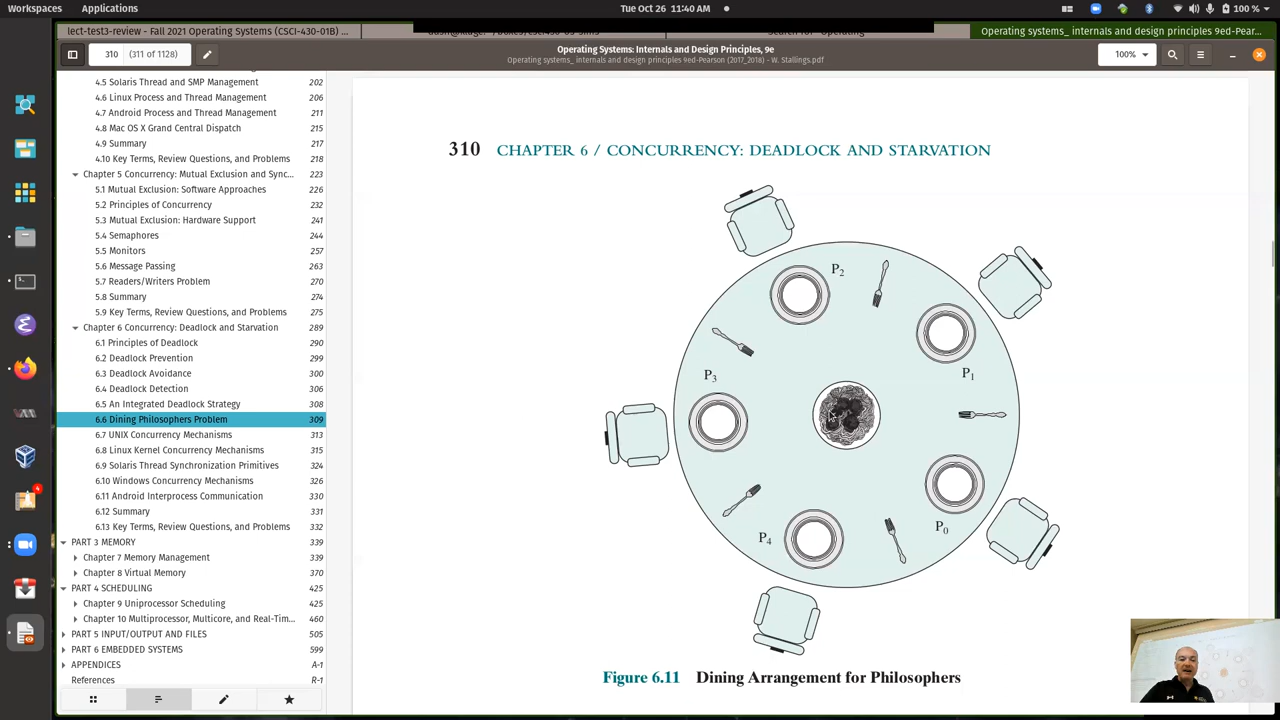 Workspaces Applications Tue Oct 26 11:40 AM 100 %
lect-test3-review - Fall 2021 Operating Systems (CSCI-430-01B) ...
Operating systems_ internals and design principles 9ed-Pear...
310 (311 of 1128)
Operating Systems: Internals and Design Principles, 9e
Operating systems_ internals and design principles 9ed-Pearson (2017_2018) - W. Stallings.pdf
100%
4.5 Solaris Thread and SMP Management 202
4.6 Linux Process and Thread Management 206
4.7 Android Process and Thread Management 211
4.8 Mac OS X Grand Central Dispatch 215
4.9 Summary 217
4.10 Key Terms, Review Questions, and Problems 218
Chapter 5 Concurrency: Mutual Exclusion and Sync... 223
5.1 Mutual Exclusion: Software Approaches 226
5.2 Principles of Concurrency 232
5.3 Mutual Exclusion: Hardware Support 241
5.4 Semaphores 244
5.5 Monitors 257
5.6 Message Passing 263
5.7 Readers/Writers Problem 270
5.8 Summary 274
5.9 Key Terms, Review Questions, and Problems 275
Chapter 6 Concurrency: Deadlock and Starvation 289
6.1 Principles of Deadlock 290
6.2 Deadlock Prevention 299
6.3 Deadlock Avoidance 300
6.4 Deadlock Detection 306
6.5 An Integrated Deadlock Strategy 308
6.6 Dining Philosophers Problem 309
6.7 UNIX Concurrency Mechanisms 313
6.8 Linux Kernel Concurrency Mechanisms 315
6.9 Solaris Thread Synchronization Primitives 324
6.10 Windows Concurrency Mechanisms 326
6.11 Android Interprocess Communication 330
6.12 Summary 331
6.13 Key Terms, Review Questions, and Problems 332
PART 3 MEMORY 339
Chapter 7 Memory Management 339
Chapter 8 Virtual Memory 370
PART 4 SCHEDULING 425
Chapter 9 Uniprocessor Scheduling 425
Chapter 10 Multiprocessor, Multicore, and Real-Tim... 460
PART 5 INPUT/OUTPUT AND FILES 505
PART 6 EMBEDDED SYSTEMS 599
APPENDICES A-1
References R-1
4
310 CHAPTER 6 / CONCURRENCY: DEADLOCK AND STARVATION
P2
P1
P3
P0
P4
Figure 6.11 Dining Arrangement for Philosophers